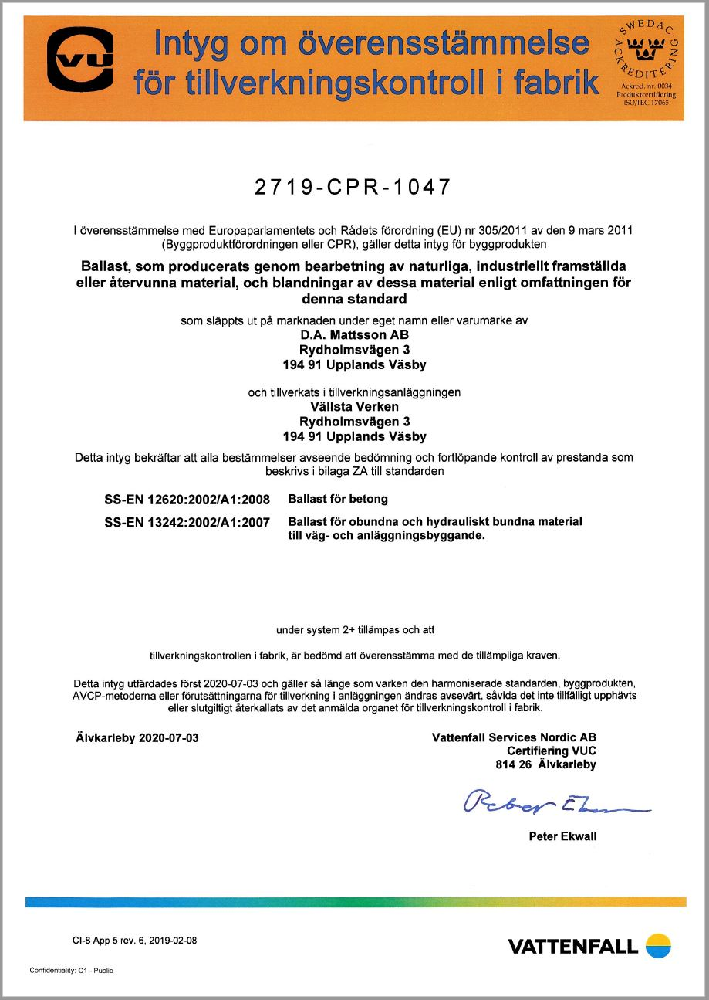 VU
Intyg om överensstämmelse
för tillverkningskontroll i fabrik
SWEDAC
ACKREDITERING
Ackred. nr. 0034
Produktcertifiering
ISO/IEC 17065
2719-CPR-1047
I överensstämmelse med Europaparlamentets och Rådets förordning (EU) nr 305/2011 av den 9 mars 2011
(Byggproduktförordningen eller CPR), gäller detta intyg för byggprodukten
Ballast, som producerats genom bearbetning av naturliga, industriellt framställda
eller återvunna material, och blandningar av dessa material enligt omfattningen för
denna standard
som släppts ut på marknaden under eget namn eller varumärke av
D.A. Mattsson AB
Rydholmsvägen 3
194 91 Upplands Väsby
och tillverkats i tillverkningsanläggningen
Vällsta Verken
Rydholmsvägen 3
194 91 Upplands Väsby
Detta intyg bekräftar att alla bestämmelser avseende bedömning och fortlöpande kontroll av prestanda som
beskrivs i bilaga ZA till standarden
SS-EN 12620:2002/A1:2008 Ballast för betong
SS-EN 13242:2002/A1:2007 Ballast för obundna och hydrauliskt bundna material
till väg- och anläggningsbyggande.
under system 2+ tillämpas och att
tillverkningskontrollen i fabrik, är bedömd att överensstämma med de tillämpliga kraven.
Detta intyg utfärdades först 2020-07-03 och gäller så länge som varken den harmoniserade standarden, byggprodukten,
AVCP-metoderna eller förutsättningarna för tillverkning i anläggningen ändras avsevärt, såvida det inte tillfälligt upphävts
eller slutgiltigt återkallats av det anmälda organet för tillverkningskontroll i fabrik.
Älvkarleby 2020-07-03
Vattenfall Services Nordic AB
Certifiering VUC
814 26 Älvkarleby
Peter Ekwall
CI-8 App 5 rev. 6, 2019-02-08
VATTENFALL
Confidentiality: C1 - Public